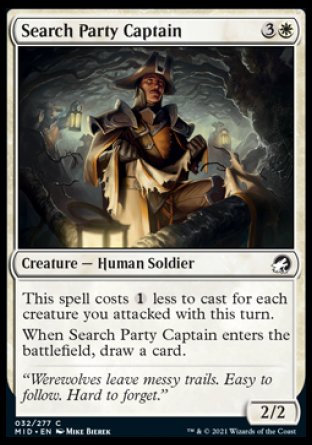 Search Party Captain 3
Creature — Human Soldier
This spell costs 1 less to cast for each
creature you attacked with this turn.
When Search Party Captain enters the
battlefield, draw a card.
“Werewolves leave messy trails. Easy to
follow. Hard to forget.”
2/2
032/277 C
MID • EN Mike Bierek
™ & © 2021 Wizards of the Coast